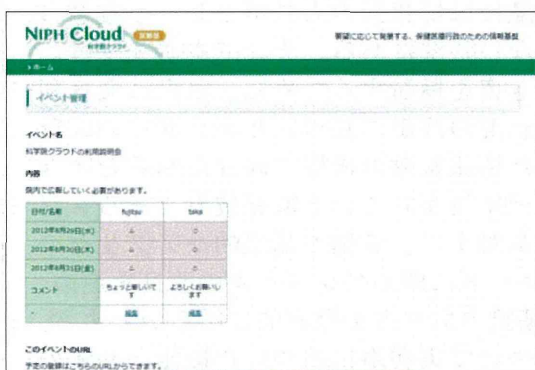 NIPH Cloud 実験版
科学院クラウド
要望に応じて発展する、保健医療行政のための情報基盤
>ホーム
イベント管理
イベント名
科学院クラウドの利用説明会
内容
院内で広報していく必要があります。
日付/名前 fujitsu takai
2012年8月29日(水) △ ○
2012年8月30日(木) △ ○
2012年8月31日(金) △ ○
コメント ちょっと厳しいです よろしくお願いします
- 編集 編集
このイベントのURL
予定の登録はこちらのURLからできます。